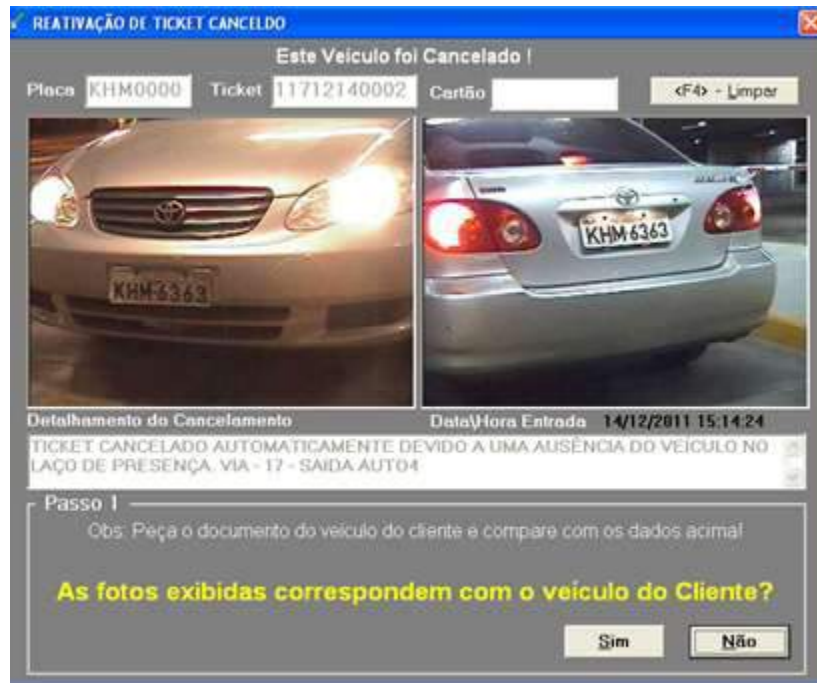 REATIVAÇÃO DE TICKET CANCELDO
Este Veículo foi Cancelado !
Placa KHM0000 Ticket 11712140002 Cartão <F4> - Limpar
KHM-6363
KHM-6363
Detalhamento do Cancelamento Data\Hora Entrada 14/12/2011 15:14:24
TICKET CANCELADO AUTOMATICAMENTE DEVIDO A UMA AUSÊNCIA DO VEÍCULO NO
LAÇO DE PRESENÇA. VIA - 17 - SAIDA AUTO4
Passo 1
Obs: Peça o documento do veículo do cliente e compare com os dados acima!
As fotos exibidas correspondem com o veículo do Cliente?
Sim Não